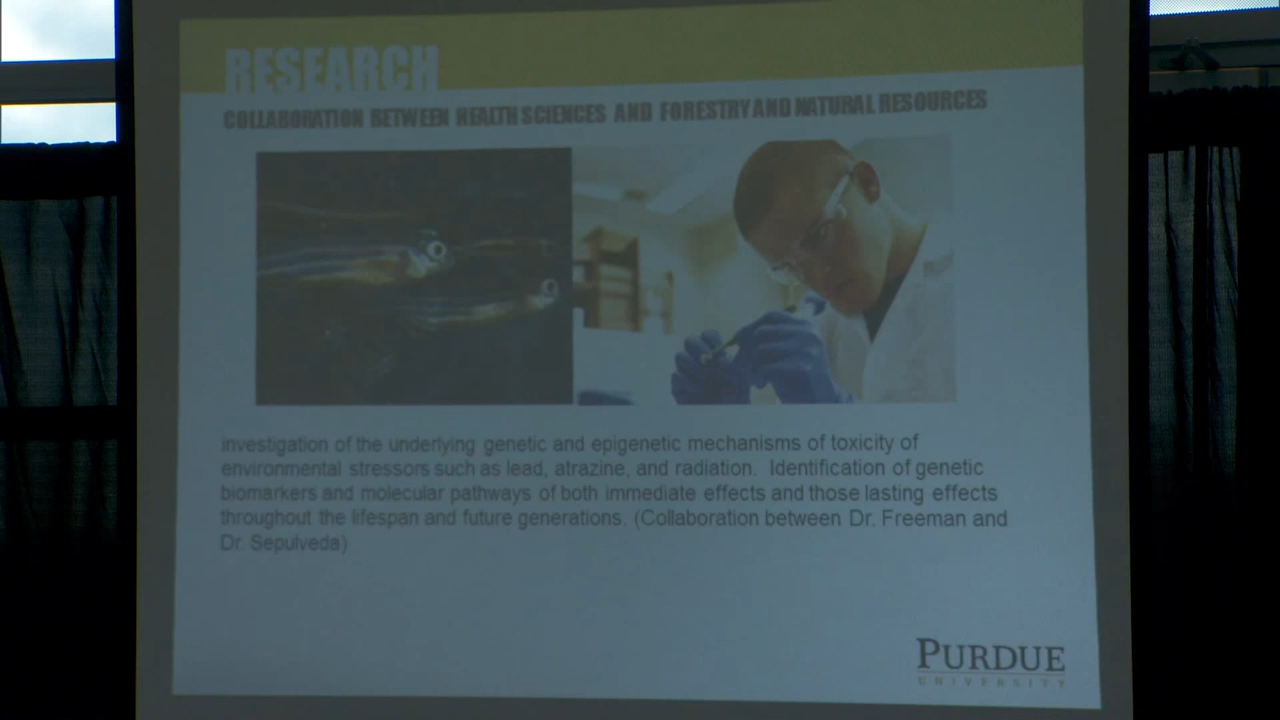 RESEARCH
COLLABORATION BETWEEN HEALTH SCIENCES AND FORESTRY AND NATURAL RESOURCES
Investigation of the underlying genetic and epigenetic mechanisms of toxicity of
environmental stressors such as lead, atrazine, and radiation. Identification of genetic
biomarkers and molecular pathways of both immediate effects and those lasting effects
throughout the lifespan and future generations. (Collaboration between Dr. Freeman and
Dr. Sepulveda)
PURDUE
UNIVERSITY